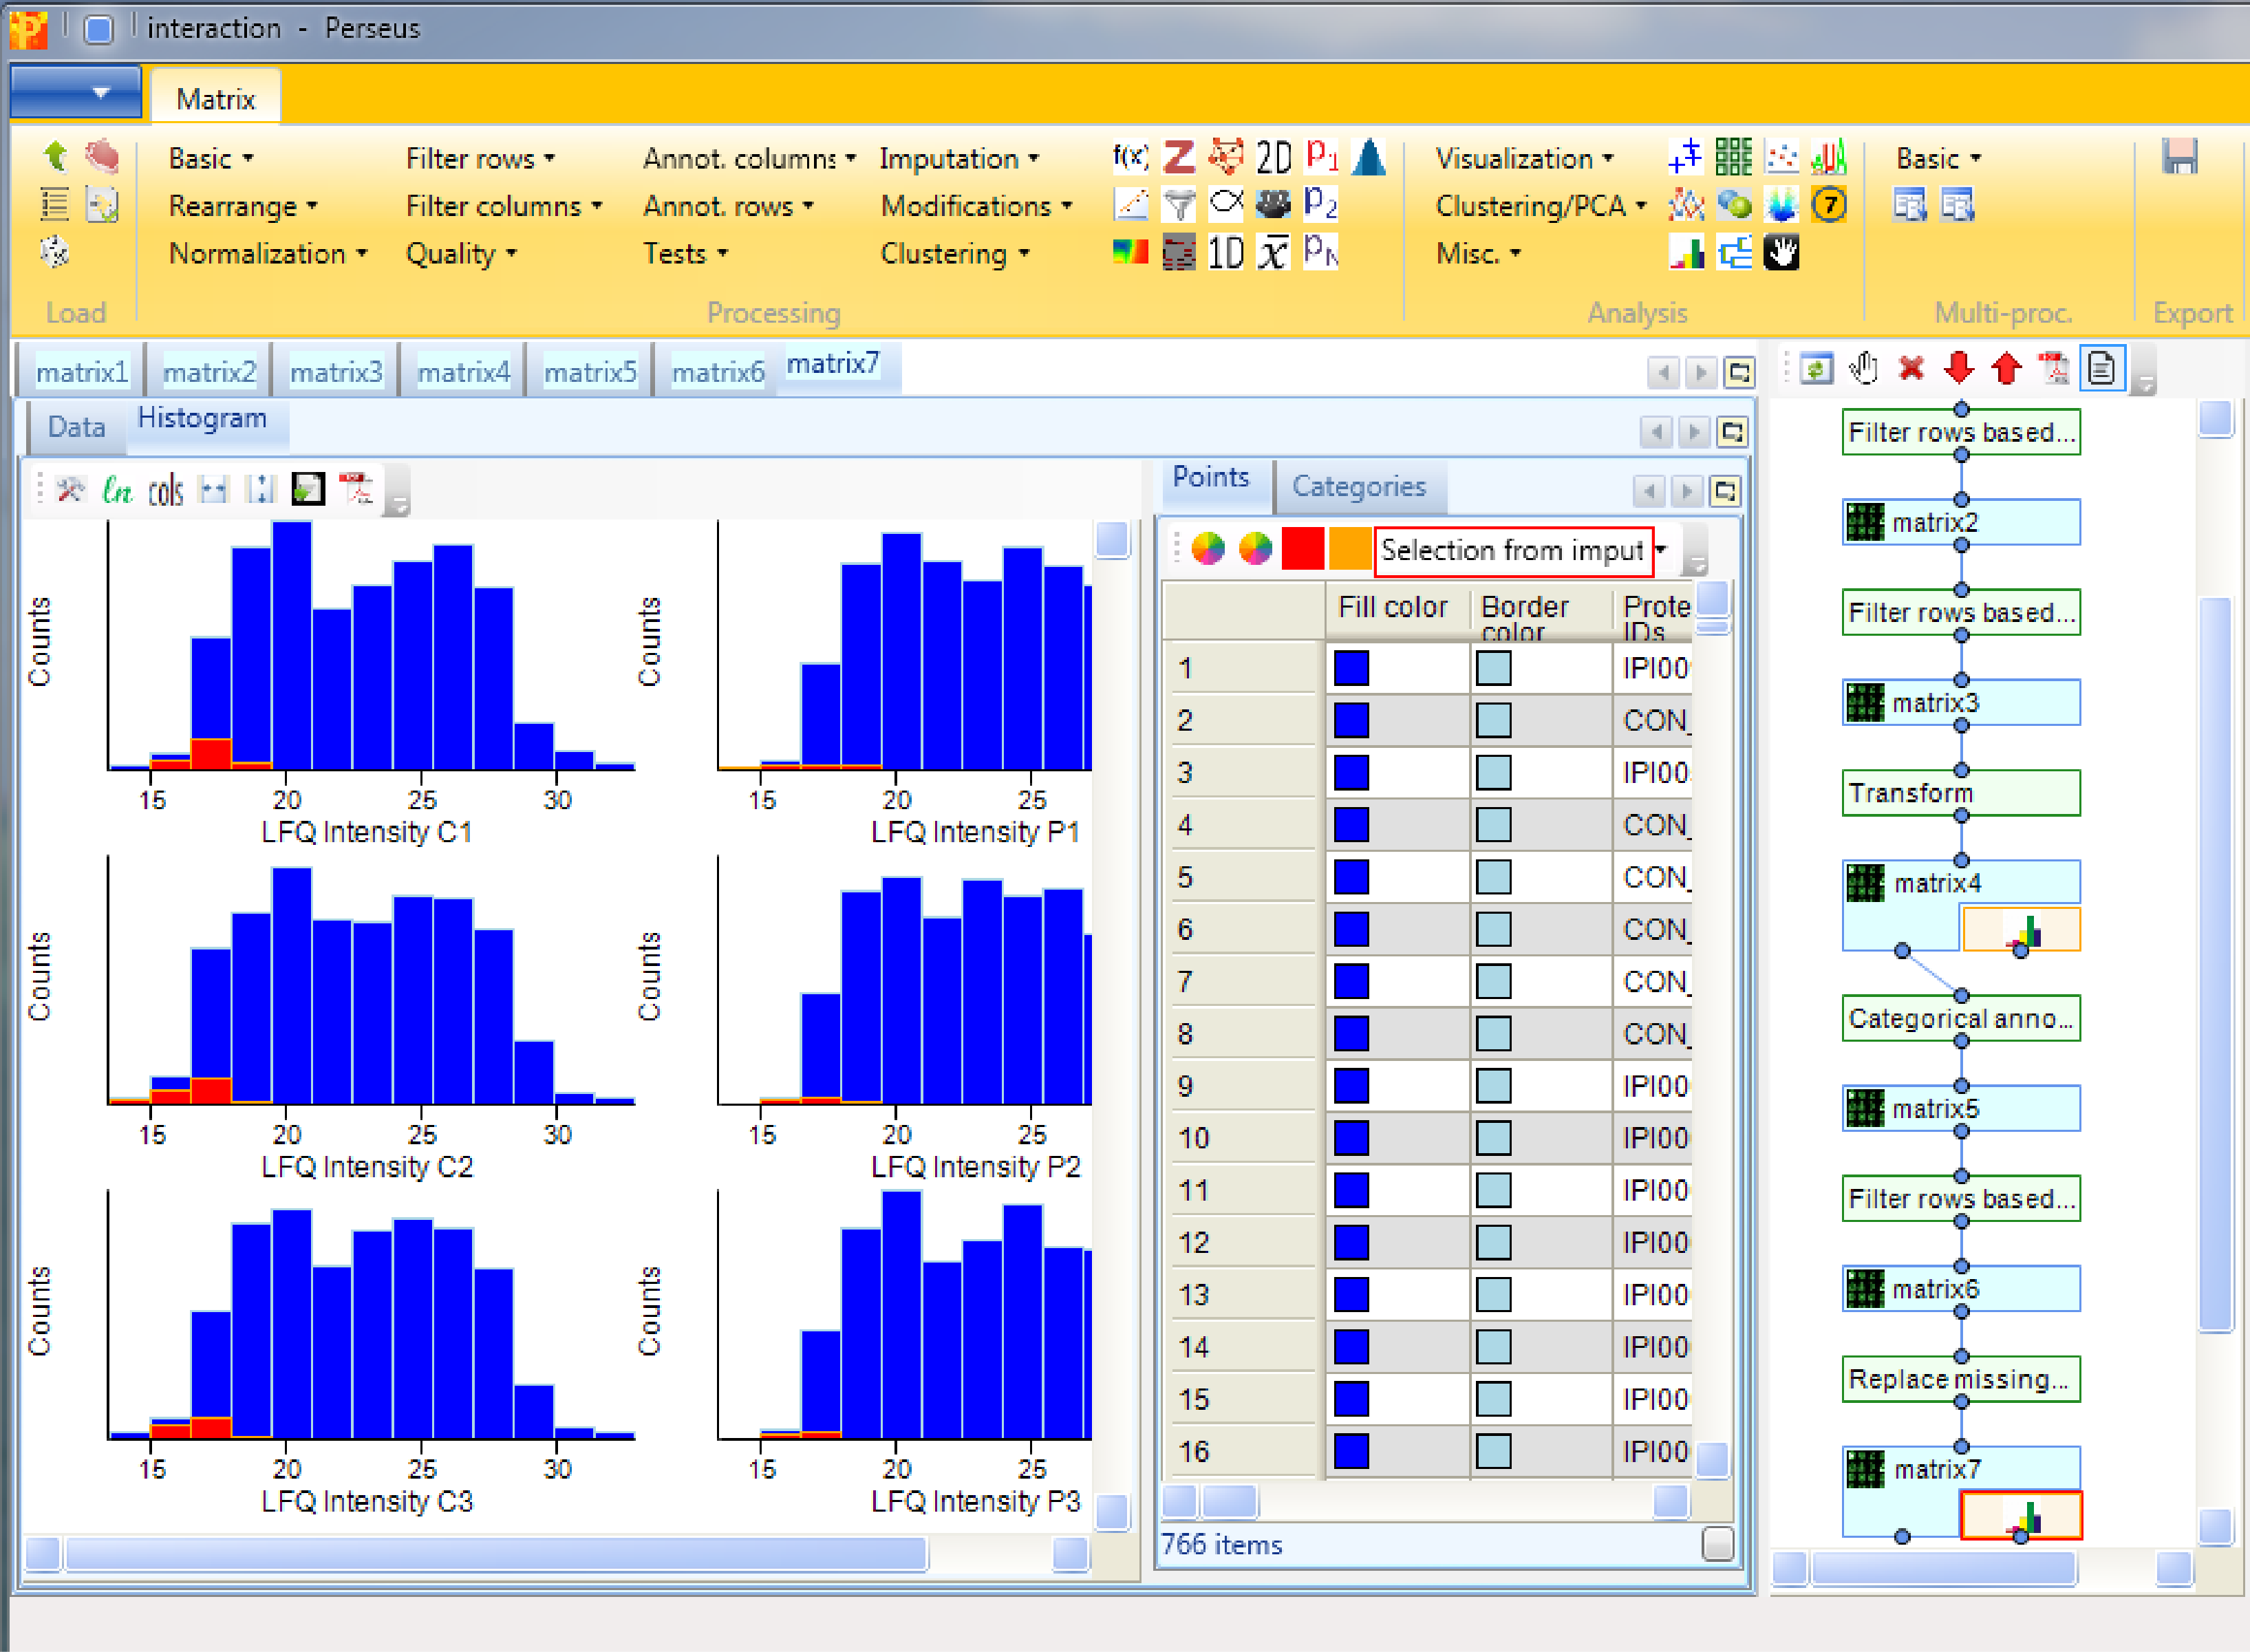 interaction - Perseus
Matrix
Basic Filter rows Annot. columns Imputation f(x) Z 2D P1 Visualization Basic
Rearrange Filter columns Annot. rows Modifications P2 Clustering/PCA 7
Normalization Quality Tests Clustering 1D x PN Misc.
Load Processing Analysis Multi-proc. Export
matrix1 matrix2 matrix3 matrix4 matrix5 matrix6 matrix7
Data Histogram
ln cols
Counts
15 20 25 30
LFQ Intensity C1
Counts
15 20 25
LFQ Intensity P1
Counts
15 20 25 30
LFQ Intensity C2
Counts
15 20 25
LFQ Intensity P2
Counts
15 20 25 30
LFQ Intensity C3
Counts
15 20 25
LFQ Intensity P3
Points Categories
Selection from imput
Fill color Border color Prote IDs
1 IPI00
2 CON_
3 IPI00
4 CON_
5 CON_
6 CON_
7 CON_
8 CON_
9 IPI00
10 IPI00
11 IPI00
12 IPI00
13 IPI00
14 IPI00
15 IPI00
16 IPI00
766 items
Filter rows based...
matrix2
Filter rows based...
matrix3
Transform
matrix4
Categorical anno...
matrix5
Filter rows based...
matrix6
Replace missing...
matrix7